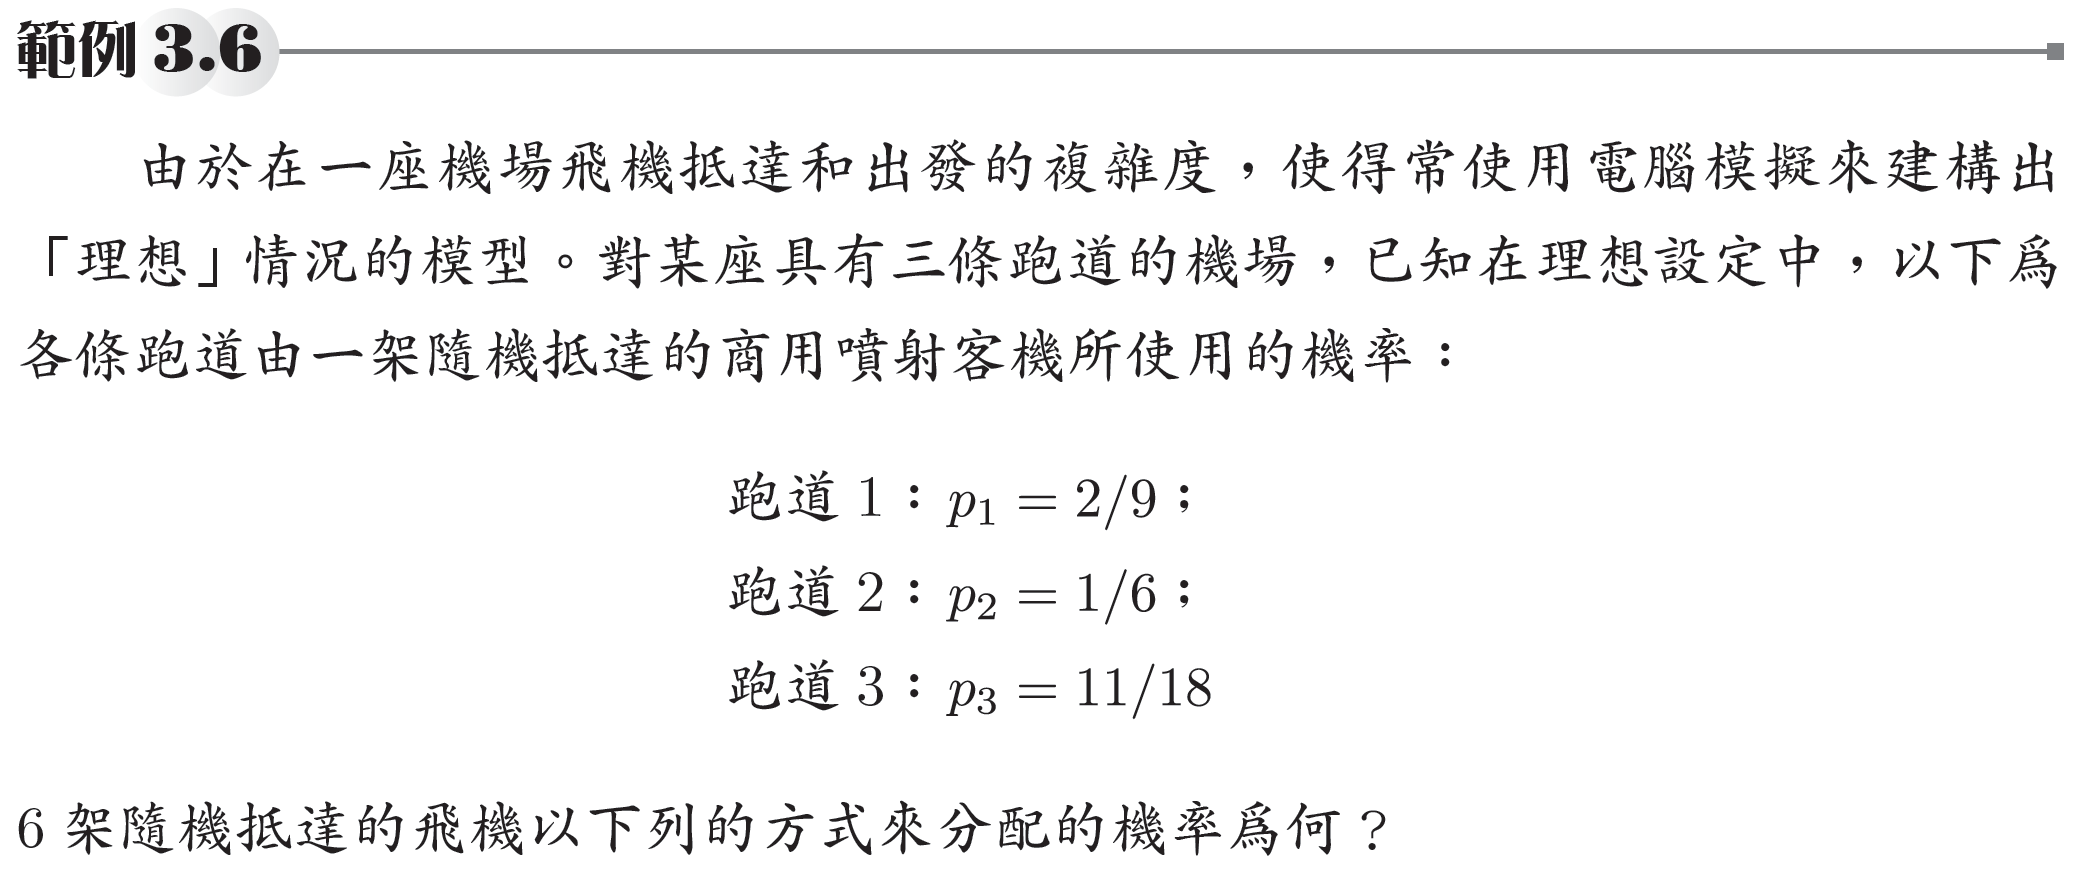 範例 3.6
由於在一座機場飛機抵達和出發的複雜度，使得常使用電腦模擬來建構出
「理想」情況的模型。對某座具有三條跑道的機場，已知在理想設定中，以下爲
各條跑道由一架隨機抵達的商用噴射客機所使用的機率：
跑道 1：p₁ = 2/9；
跑道 2：p₂ = 1/6；
跑道 3：p₃ = 11/18
6 架隨機抵達的飛機以下列的方式來分配的機率爲何？